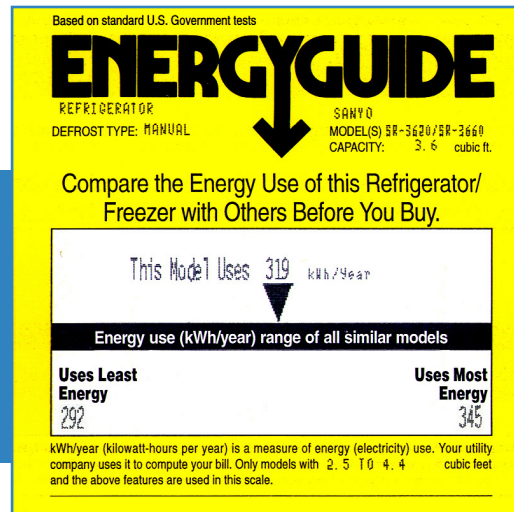 Based on standard U.S. Government tests
ENERGYGUIDE
REFRIGERATOR
DEFROST TYPE: MANUAL
SANYO
MODEL(S) SR-3620/SR-3660
CAPACITY: 3.6 cubic ft.
Compare the Energy Use of this Refrigerator/
Freezer with Others Before You Buy.
This Model Uses 319 kWh/Year
Energy use (kWh/year) range of all similar models
Uses Least
Energy
292
Uses Most
Energy
345
kWh/year (kilowatt-hours per year) is a measure of energy (electricity) use. Your utility
company uses it to compute your bill. Only models with 2.5 TO 4.4 cubic feet
and the above features are used in this scale.